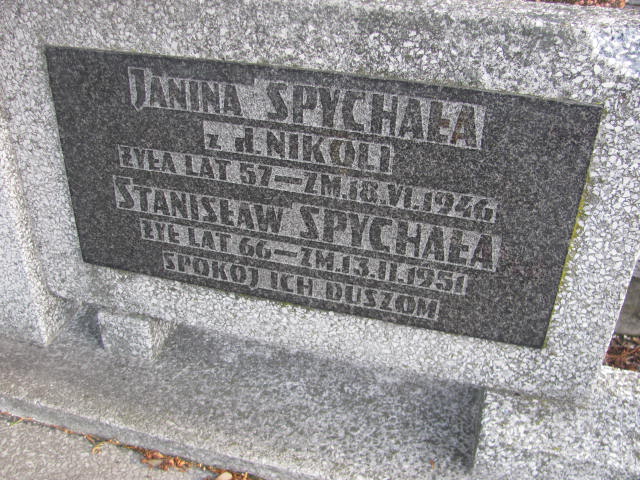 JANINA SPYCHAŁA
z d. NIKOLI
ŻYŁA LAT 57—ZM.18.VI.1946
STANISŁAW SPYCHAŁA
ŻYŁ LAT 66—ZM.13.II.1951
SPOKÓJ ICH DUSZOM